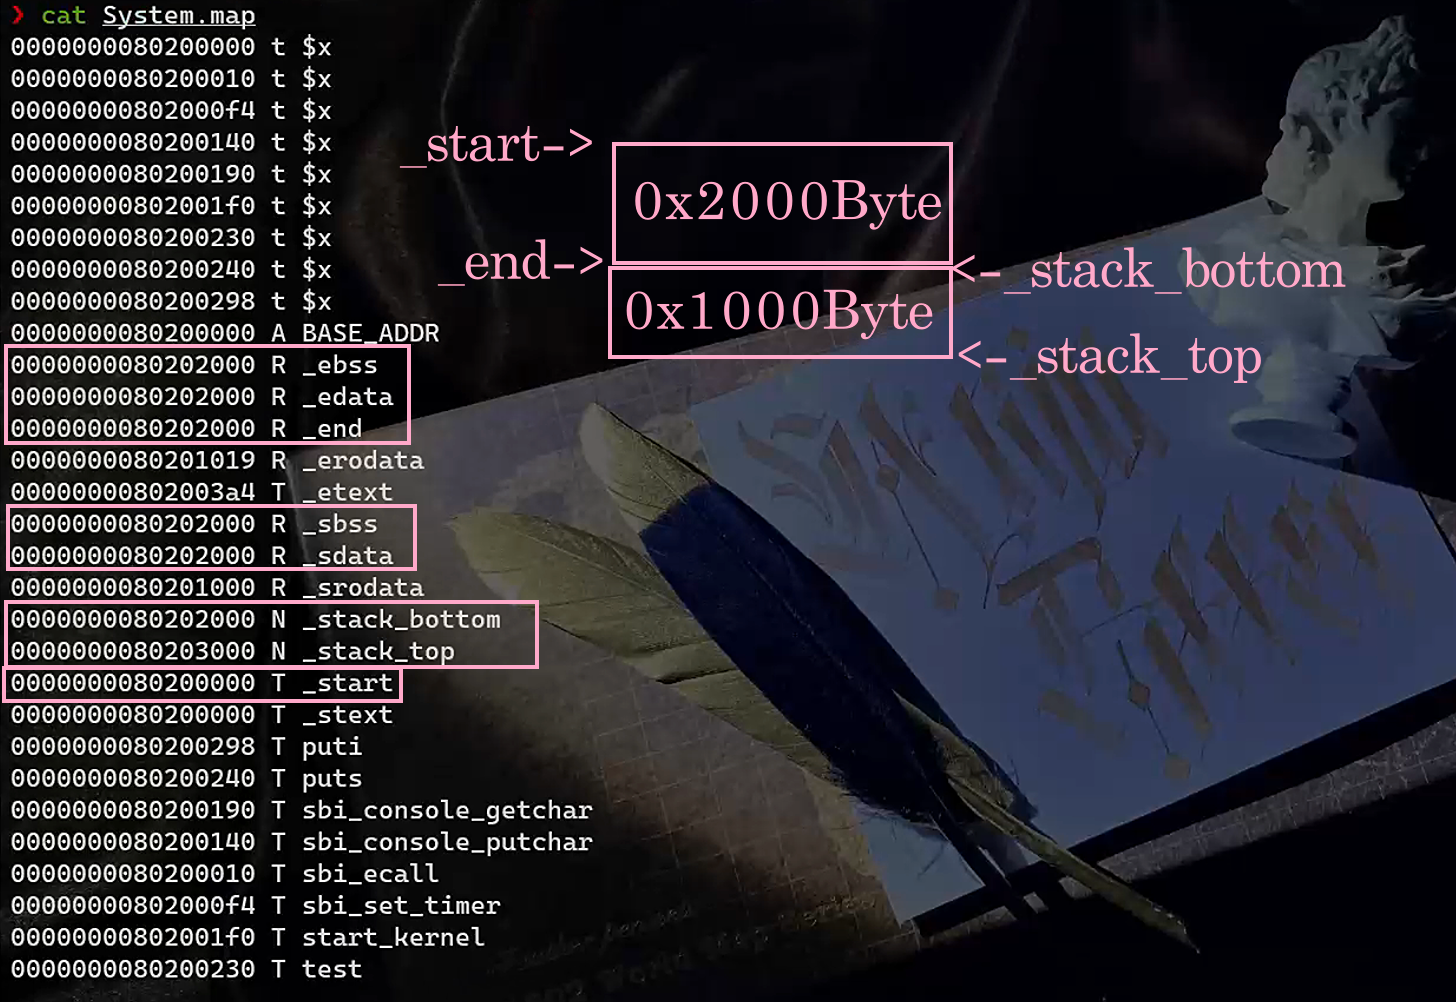 ❯ cat System.map
0000000080200000 t $x
0000000080200010 t $x
00000000802000f4 t $x
0000000080200140 t $x
0000000080200190 t $x
00000000802001f0 t $x
0000000080200230 t $x
0000000080200240 t $x
0000000080200298 t $x
0000000080200000 A BASE_ADDR
0000000080202000 R _ebss
0000000080202000 R _edata
0000000080202000 R _end
0000000080201019 R _erodata
00000000802003a4 T _etext
0000000080202000 R _sbss
0000000080202000 R _sdata
0000000080201000 R _srodata
0000000080202000 N _stack_bottom
0000000080203000 N _stack_top
0000000080200000 T _start
0000000080200000 T _stext
0000000080200298 T puti
0000000080200240 T puts
0000000080200190 T sbi_console_getchar
0000000080200140 T sbi_console_putchar
0000000080200010 T sbi_ecall
00000000802000f4 T sbi_set_timer
00000000802001f0 T start_kernel
0000000080200230 T test
_start->
0x2000Byte
_end->
<-_stack_bottom
0x1000Byte
<-_stack_top